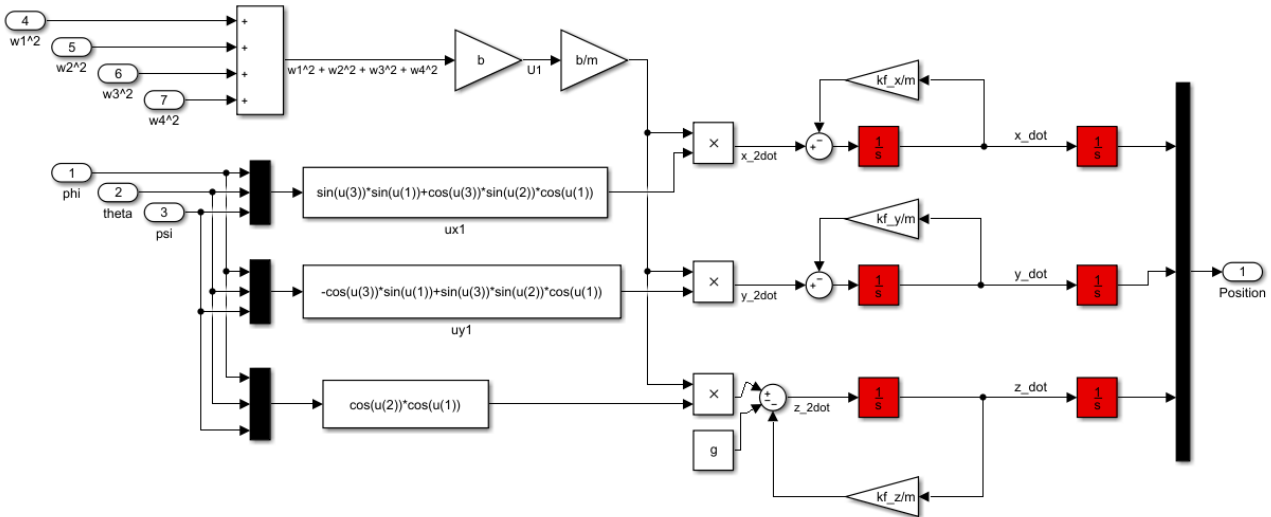 4
w1^2
5
w2^2
6
w3^2
7
w4^2
+
+
+
+
w1^2 + w2^2 + w3^2 + w4^2
b
U1
b/m
1
phi
2
theta
3
psi
sin(u(3))*sin(u(1))+cos(u(3))*sin(u(2))*cos(u(1))
ux1
×
x_2dot
+
−
kf_x/m
1
s
x_dot
1
s
-cos(u(3))*sin(u(1))+sin(u(3))*sin(u(2))*cos(u(1))
uy1
×
y_2dot
+
−
kf_y/m
1
s
y_dot
1
s
1
Position
cos(u(2))*cos(u(1))
×
g
+
−
−
z_2dot
1
s
z_dot
1
s
kf_z/m